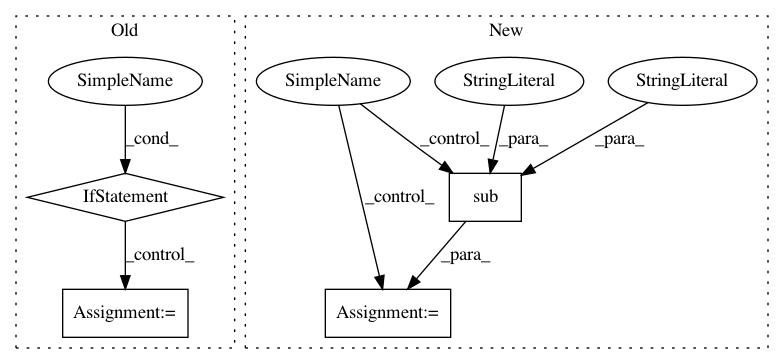 Old
New
SimpleName
SimpleName
StringLiteral
StringLiteral
_cond_
_control_
_para_
_para_
IfStatement
_control_
sub
_control_
_para_
Assignment:=
Assignment:=